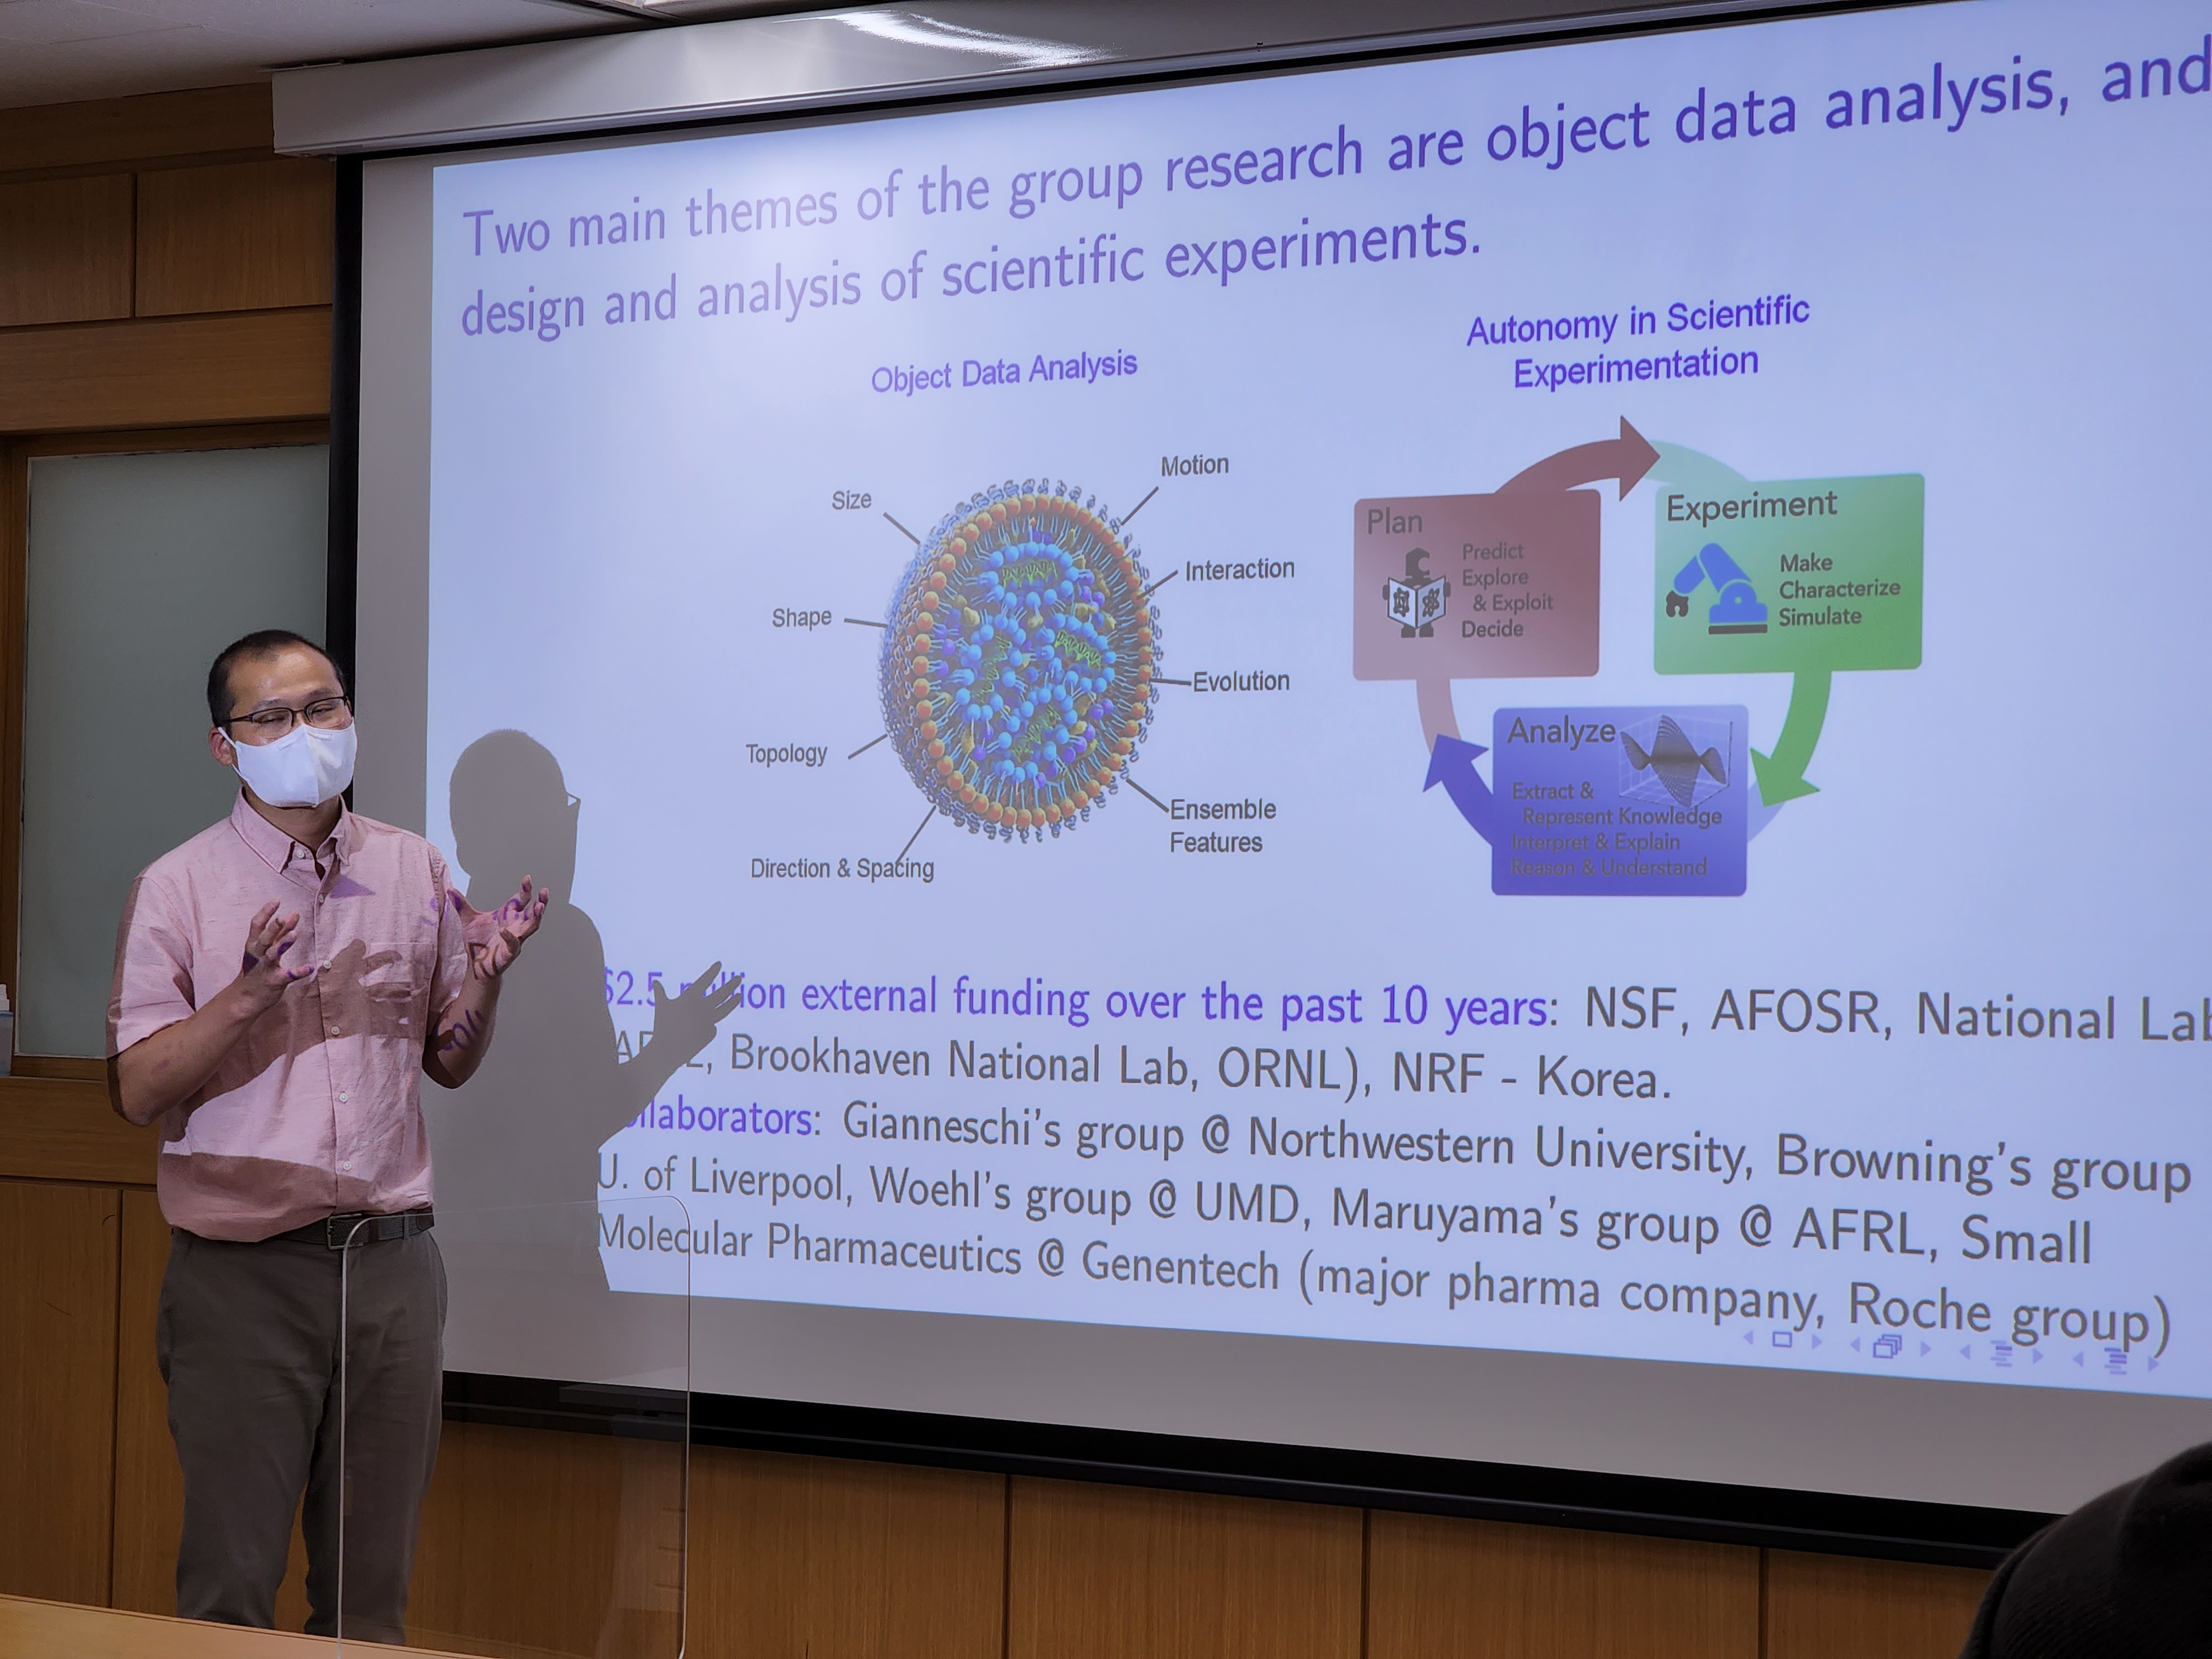 Two main themes of the group research are object data analysis, and
design and analysis of scientific experiments.
Object Data Analysis
Size
Shape
Topology
Direction & Spacing
Motion
Interaction
Evolution
Ensemble
Features
Autonomy in Scientific
Experimentation
Plan
Predict
Explore
& Exploit
Decide
Experiment
Make
Characterize
Simulate
Analyze
Extract &
Represent Knowledge
Interpret & Explain
Reason & Understand
$2.5 million external funding over the past 10 years: NSF, AFOSR, National Lab
Brookhaven National Lab, ORNL), NRF - Korea.
llaborators: Gianneschi's group @ Northwestern University, Browning's group
U. of Liverpool, Woehl's group @ UMD, Maruyama's group @ AFRL, Small
Molecular Pharmaceutics @ Genentech (major pharma company, Roche group)